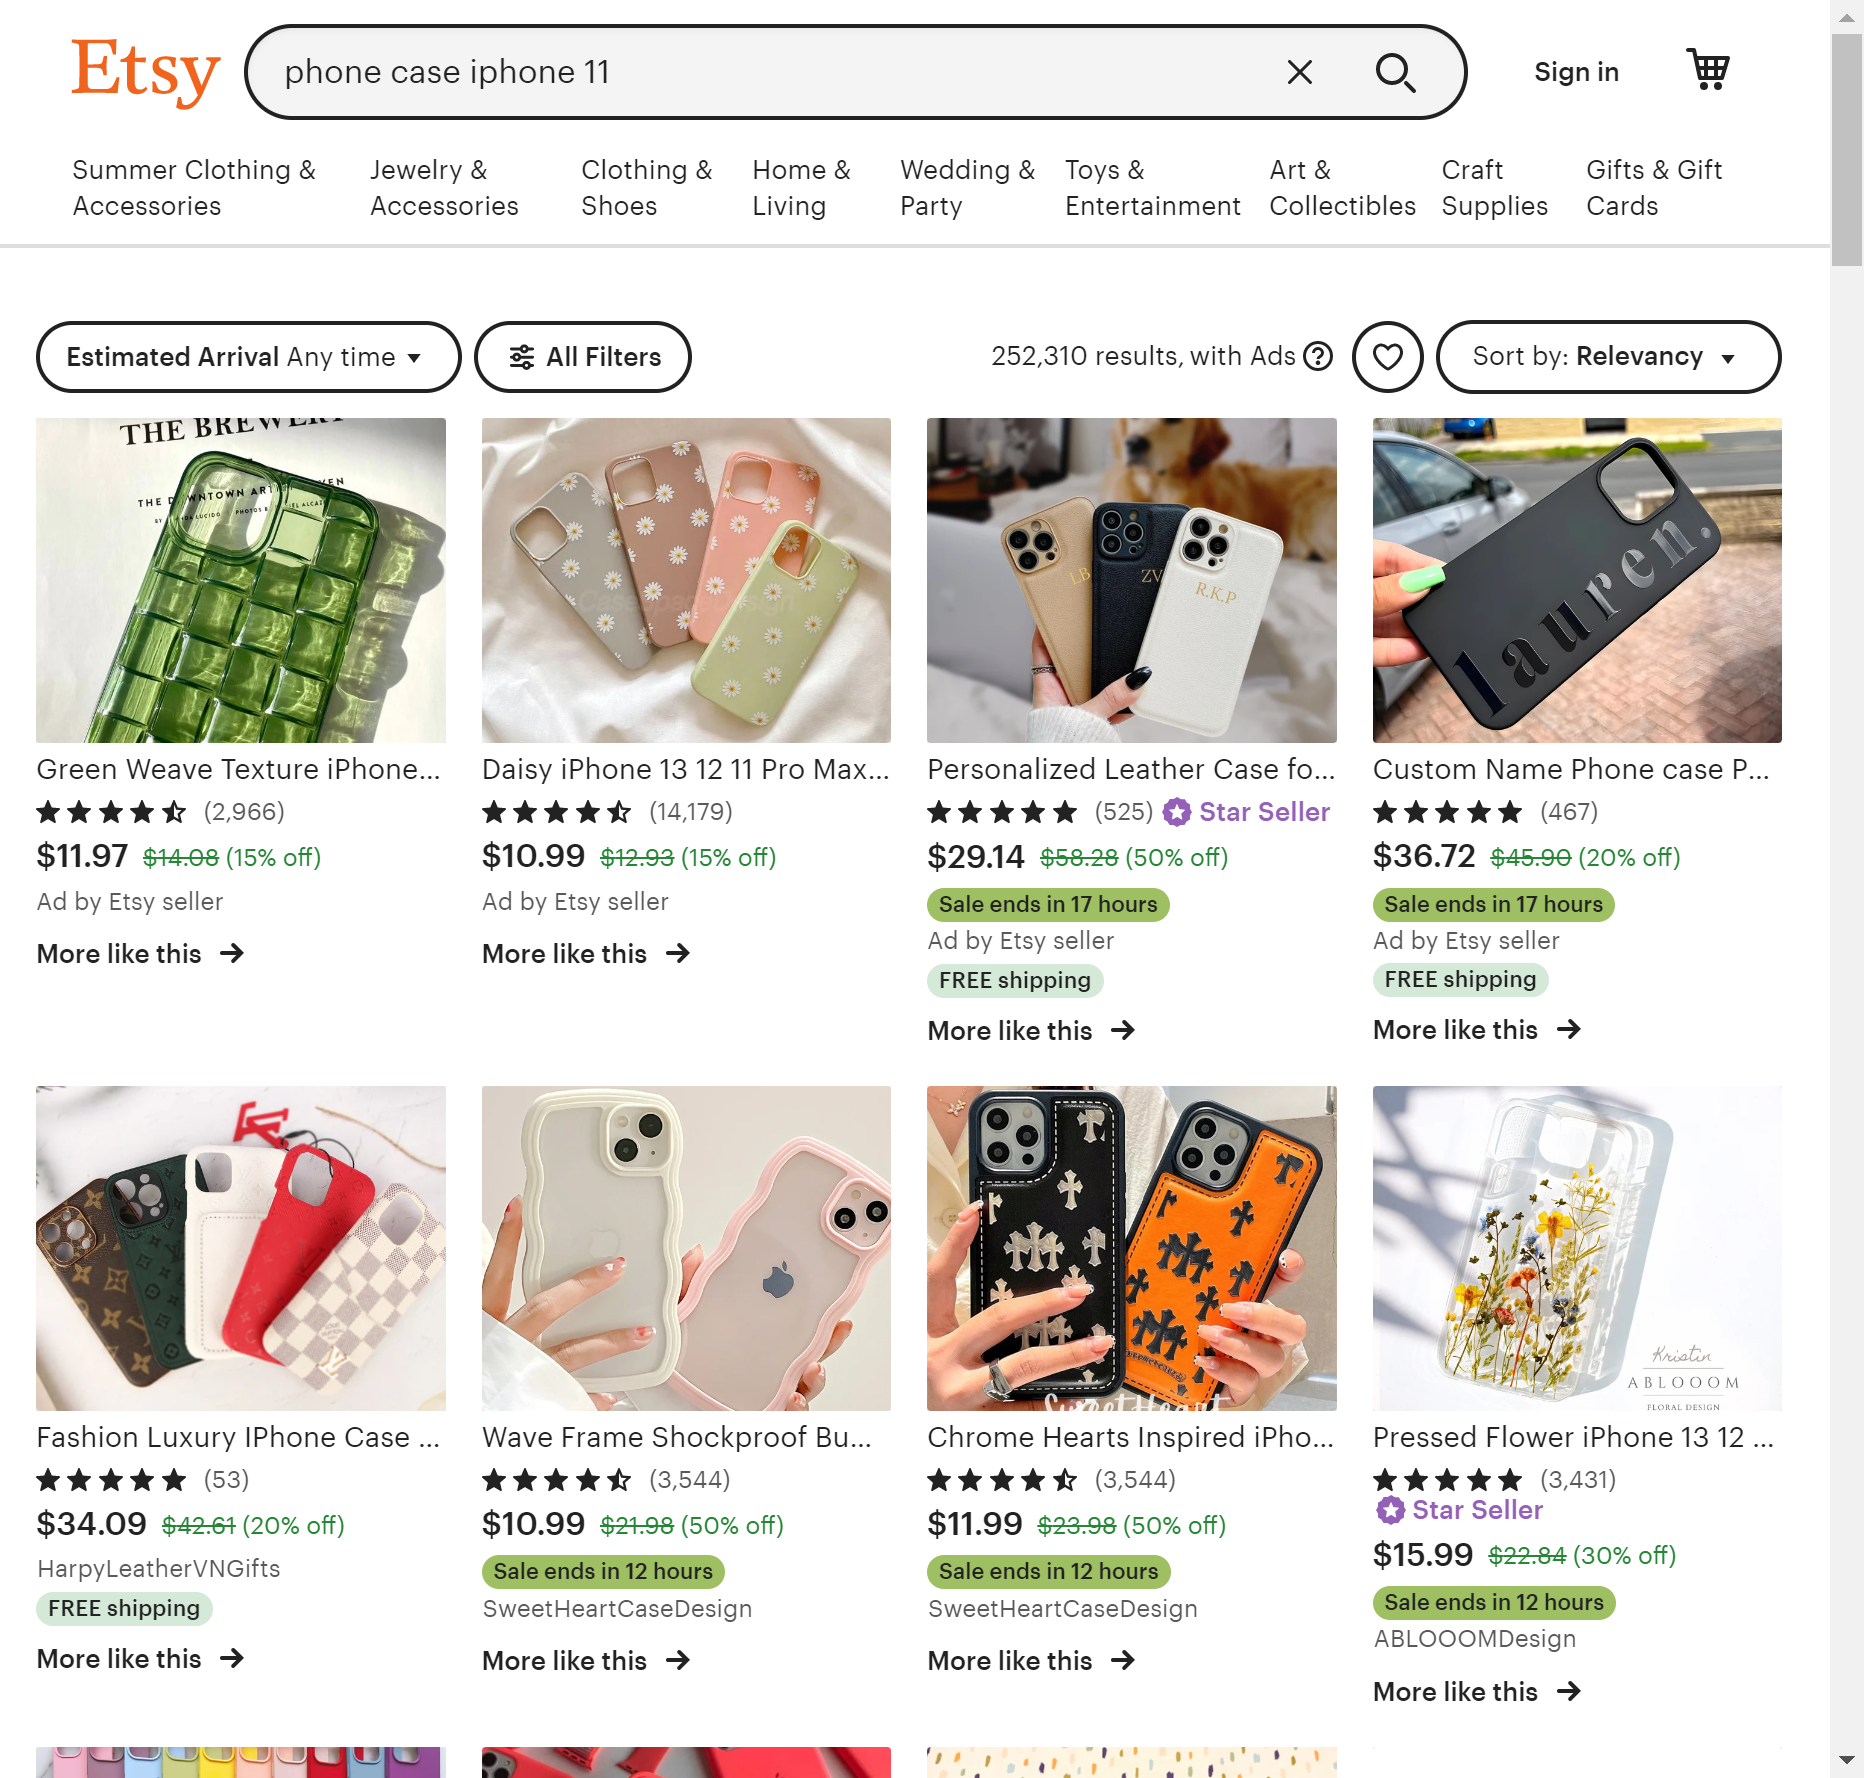 Etsy
phone case iphone 11
Sign in
Summer Clothing & Accessories
Jewelry & Accessories
Clothing & Shoes
Home & Living
Wedding & Party
Toys & Entertainment
Art & Collectibles
Craft Supplies
Gifts & Gift Cards
Estimated Arrival Any time
All Filters
252,310 results, with Ads
Sort by: Relevancy
THE BREWERY
LB
ZV
R.K.P
lauren.
Green Weave Texture iPhone...
(2,966)
$11.97 $14.08 (15% off)
Ad by Etsy seller
More like this
Daisy iPhone 13 12 11 Pro Max...
(14,179)
$10.99 $12.93 (15% off)
Ad by Etsy seller
More like this
Personalized Leather Case fo...
(525) Star Seller
$29.14 $58.28 (50% off)
Sale ends in 17 hours
Ad by Etsy seller
FREE shipping
More like this
Custom Name Phone case P...
(467)
$36.72 $45.90 (20% off)
Sale ends in 17 hours
Ad by Etsy seller
FREE shipping
More like this
SweetHeart
Kristin
ABLOOOM
FLORAL DESIGN
Fashion Luxury IPhone Case ...
(53)
$34.09 $42.61 (20% off)
HarpyLeatherVNGifts
FREE shipping
More like this
Wave Frame Shockproof Bu...
(3,544)
$10.99 $21.98 (50% off)
Sale ends in 12 hours
SweetHeartCaseDesign
More like this
Chrome Hearts Inspired iPho...
(3,544)
$11.99 $23.98 (50% off)
Sale ends in 12 hours
SweetHeartCaseDesign
More like this
Pressed Flower iPhone 13 12 ...
(3,431)
Star Seller
$15.99 $22.84 (30% off)
Sale ends in 12 hours
ABLOOOMDesign
More like this